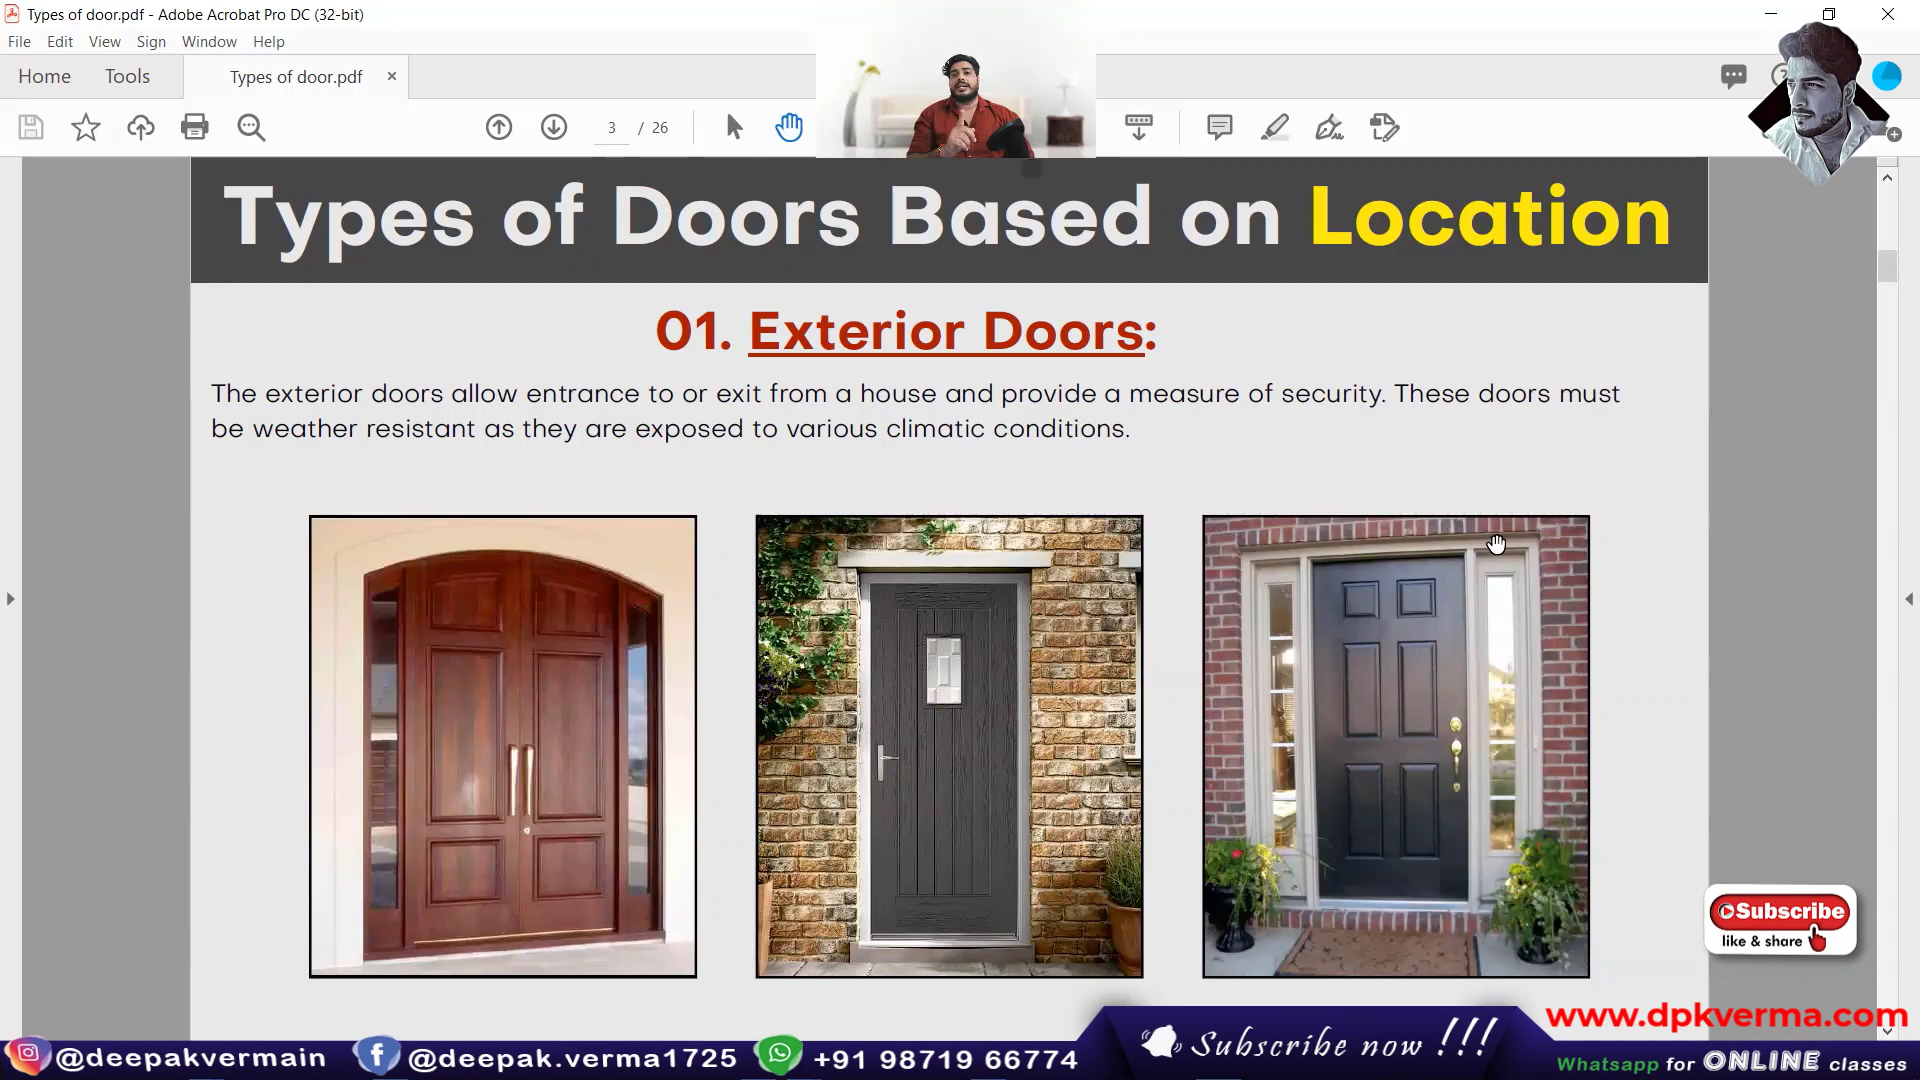 Types of door.pdf - Adobe Acrobat Pro DC (32-bit)
File Edit View Sign Window Help
Home Tools Types of door.pdf ×
3 / 26
Types of Doors Based on Location
01. Exterior Doors:
The exterior doors allow entrance to or exit from a house and provide a measure of security. These doors must
be weather resistant as they are exposed to various climatic conditions.
Subscribe
like & share
www.dpkverma.com
@deepakvermain @deepak.verma1725 +91 98719 66774 Subscribe now !!!
Whatsapp for ONLINE classes